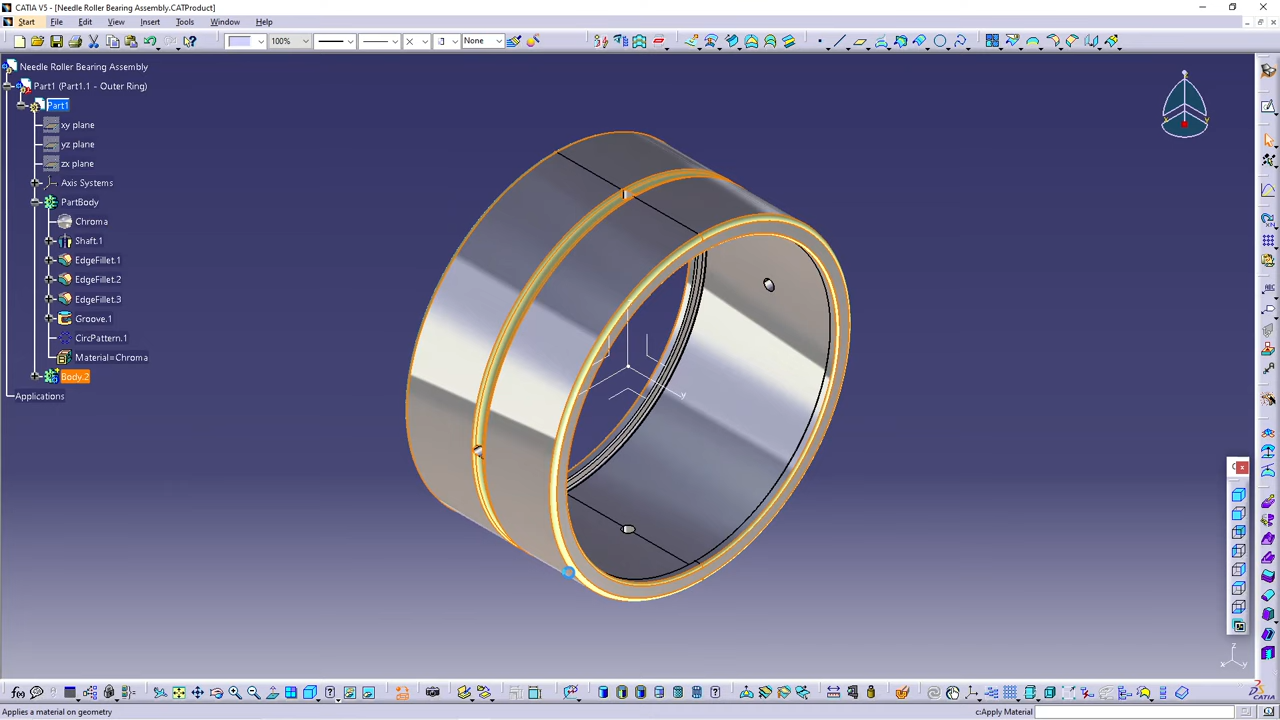 CATIA V5 - [Needle Roller Bearing Assembly.CATProduct]
Start File Edit View Insert Tools Window Help
100% None
Needle Roller Bearing Assembly
Part1 (Part1.1 - Outer Ring)
Part1
xy plane
yz plane
zx plane
Axis Systems
PartBody
Chroma
Shaft.1
EdgeFillet.1
EdgeFillet.2
EdgeFillet.3
Groove.1
CircPattern.1
Material=Chroma
Body.2
Applications
y
z
x y
CATIA
Applies a material on geometry
c:Apply Material